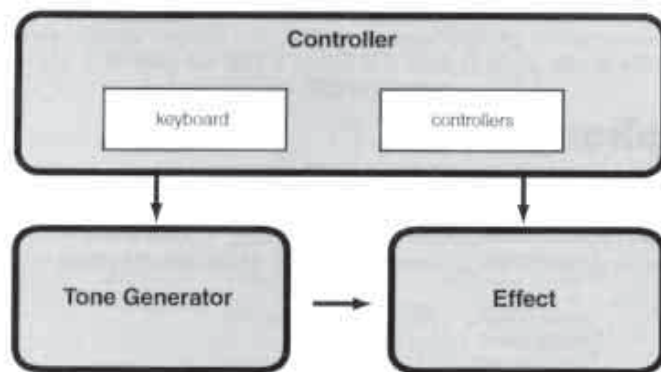 Controller
keyboard
controllers
Tone Generator
Effect